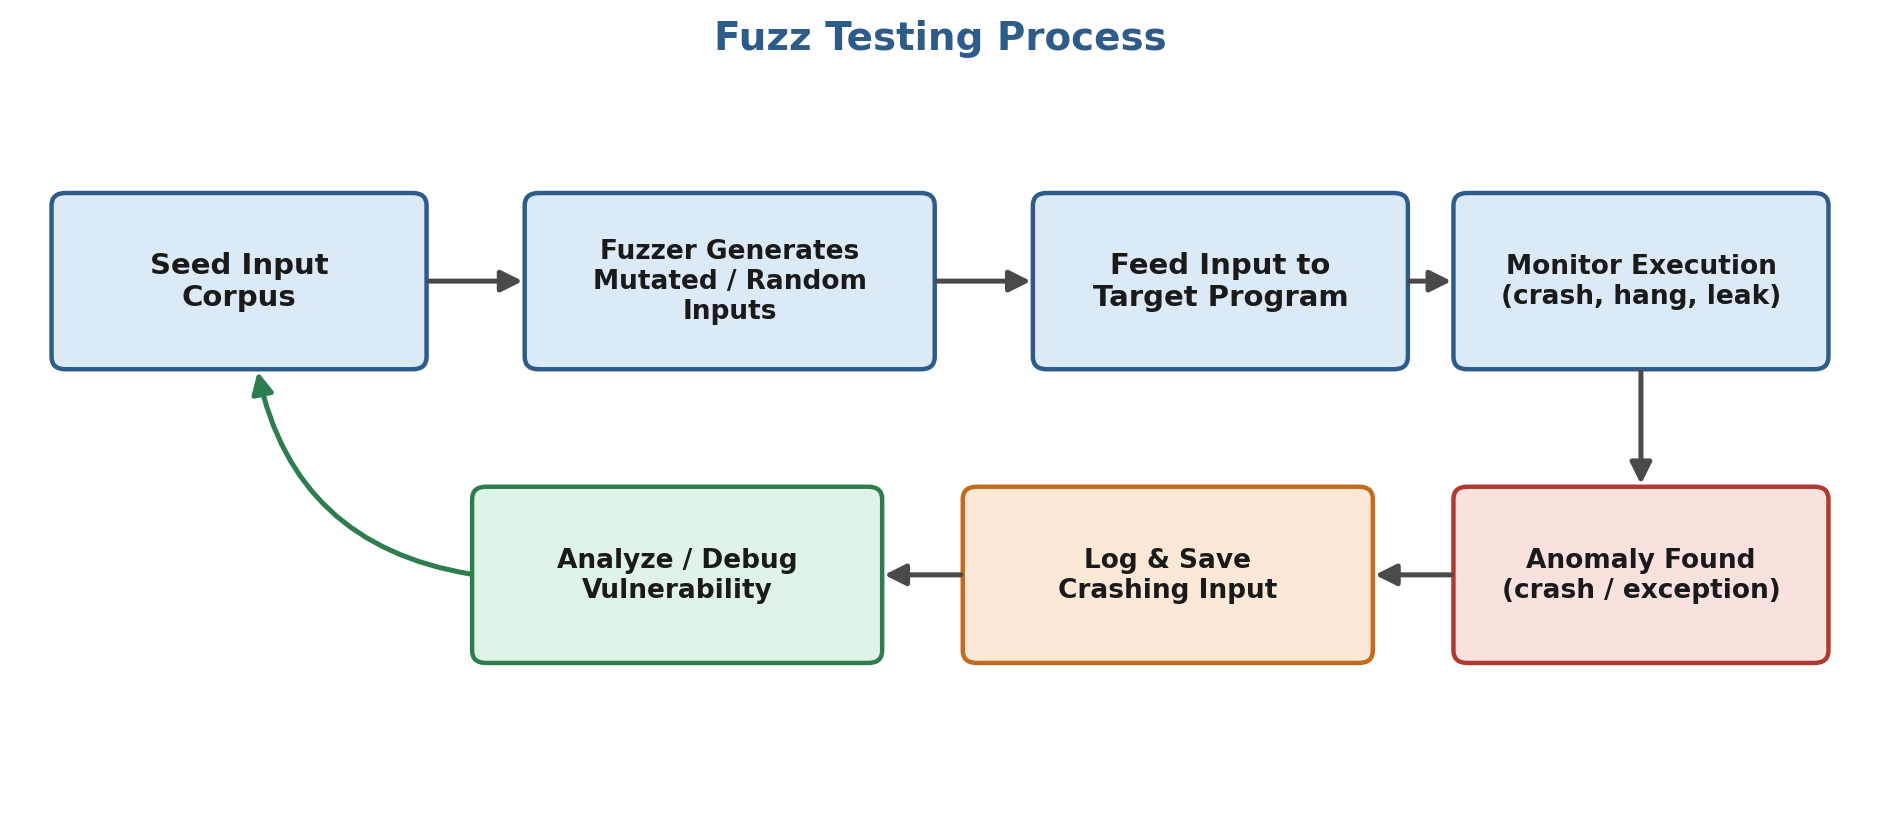 Fuzz Testing Process
Seed Input
Corpus
Fuzzer Generates
Mutated / Random
Inputs
Feed Input to
Target Program
Monitor Execution
(crash, hang, leak)
Analyze / Debug
Vulnerability
Log & Save
Crashing Input
Anomaly Found
(crash / exception)